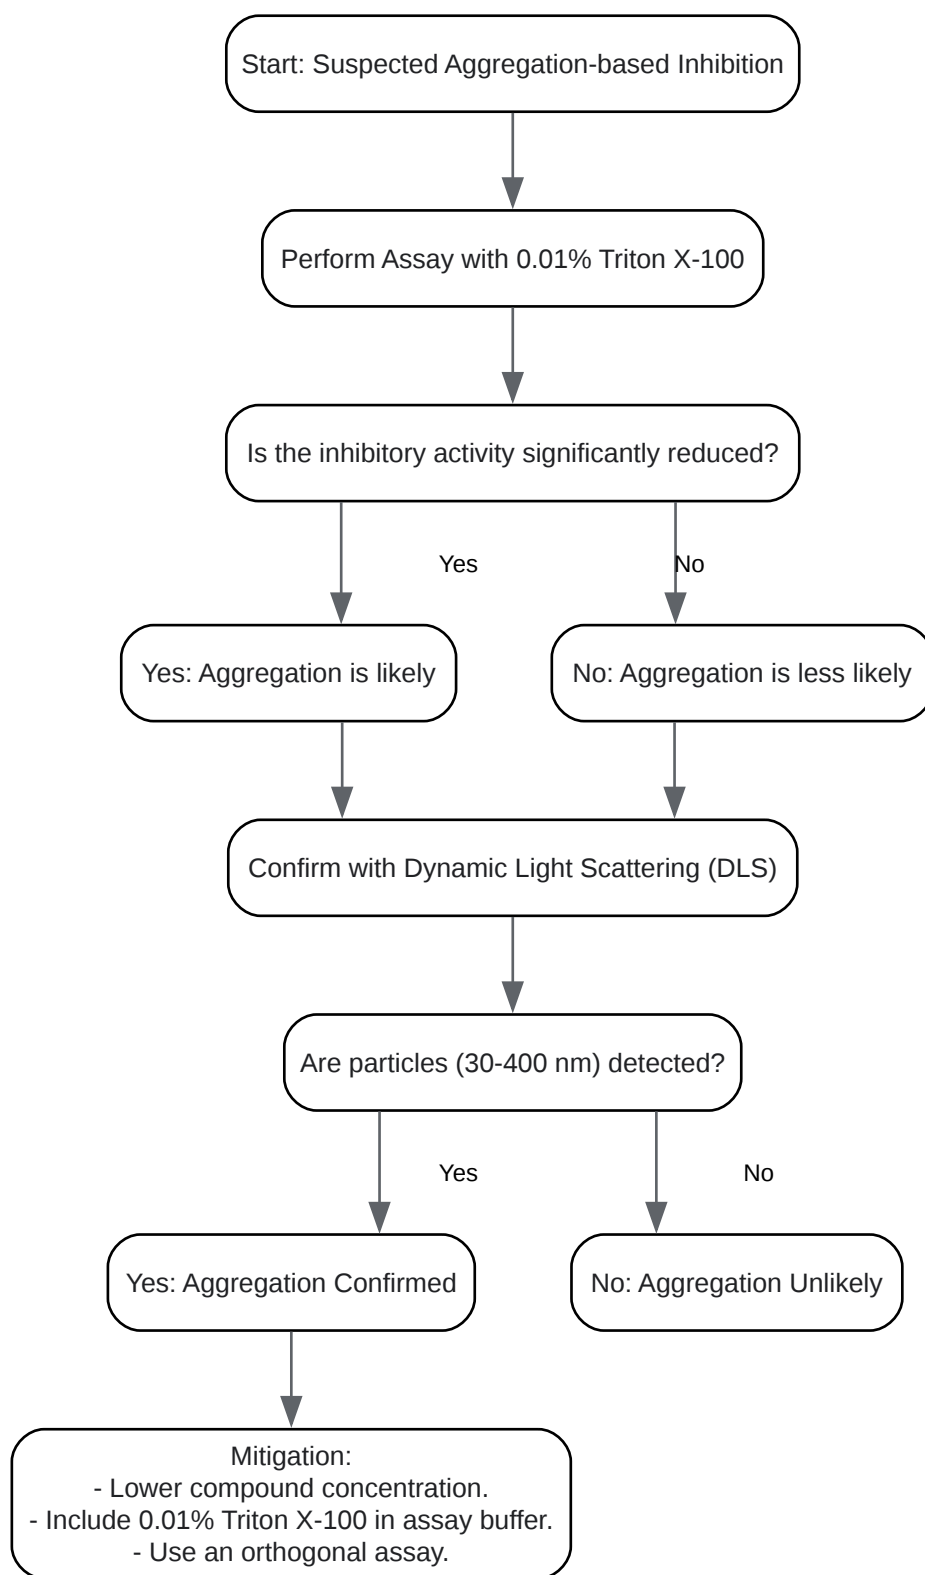 Start: Suspected Aggregation-based Inhibition
Perform Assay with 0.01% Triton X-100
Is the inhibitory activity significantly reduced?
Yes
No
Yes: Aggregation is likely
No: Aggregation is less likely
Confirm with Dynamic Light Scattering (DLS)
Are particles (30-400 nm) detected?
Yes
No
Yes: Aggregation Confirmed
No: Aggregation Unlikely
Mitigation:
- Lower compound concentration.
- Include 0.01% Triton X-100 in assay buffer.
- Use an orthogonal assay.